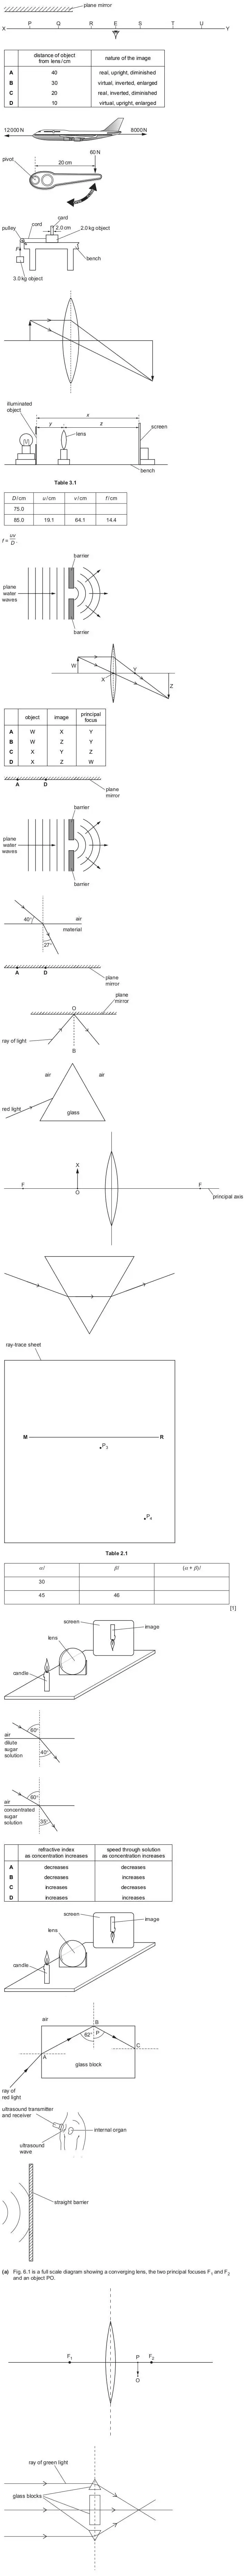 plane mirror
X P Q R E S T U Y
distance of object from lens/cm nature of the image
A 40 real, upright, diminished
B 30 virtual, inverted, enlarged
C 20 real, inverted, diminished
D 10 virtual, upright, enlarged
12000 N 8000 N
60 N
pivot 20 cm
card
pulley cord 2.0 cm 2.0 kg object
F
bench
3.0 kg object
illuminated object
x
y z
screen
lens
bench
Table 3.1
D/cm u/cm v/cm f/cm
75.0
85.0 19.1 64.1 14.4
f = uv/D.
barrier
plane water waves
barrier
W Y
X Z
object image principal focus
A W X Y
B W Z Y
C X Y Z
D X Z W
A D
plane mirror
barrier
plane water waves
barrier
40° air
material
27°
A D
plane mirror
plane mirror
O
ray of light
B
air air
red light glass
X
F O F
principal axis
ray-trace sheet
M R
P3
P4
Table 2.1
α/ β/ (α + β)/
30
45 46
[1]
screen
image
lens
candle
60°
air
dilute sugar solution
40°
60°
air
concentrated sugar solution
35°
refractive index as concentration increases speed through solution as concentration increases
A decreases decreases
B decreases increases
C increases decreases
D increases increases
screen
image
lens
candle
air B
62° P
C
A
glass block
ray of red light
ultrasound transmitter and receiver
internal organ
ultrasound wave
straight barrier
(a) Fig. 6.1 is a full scale diagram showing a converging lens, the two principal focuses F1 and F2
and an object PO.
F1 P F2
O
ray of green light
glass blocks